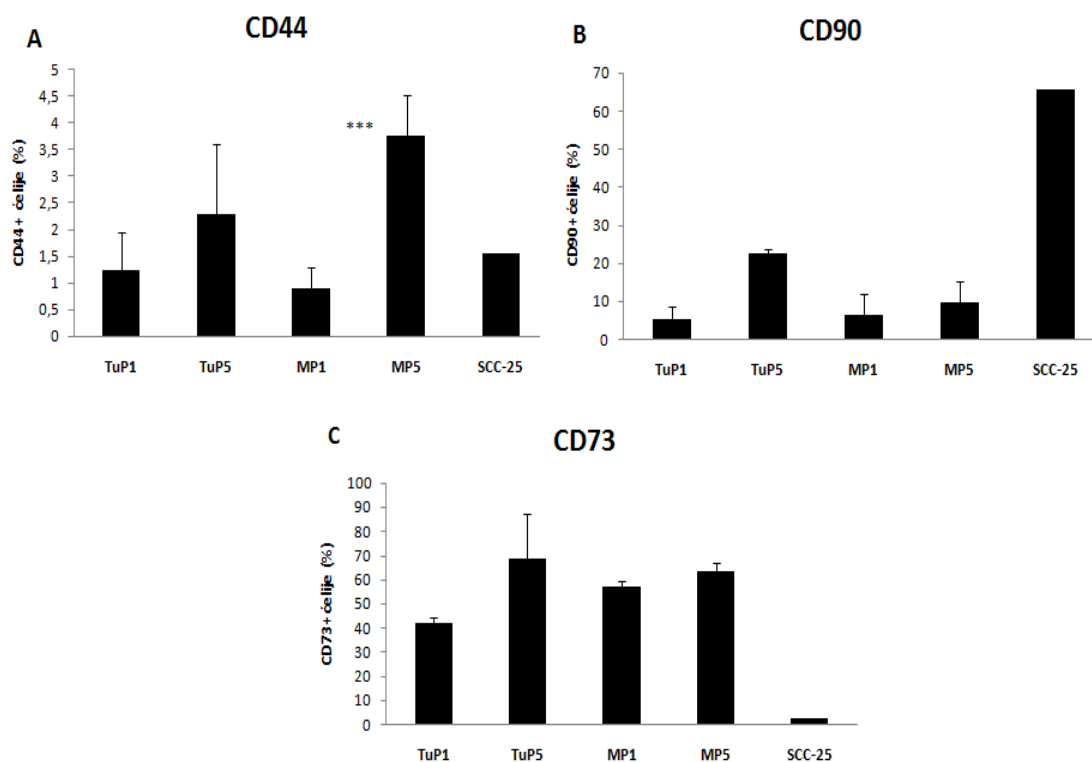 A
CD44
CD44+ ćelije (%)
5
4,5
4
3,5
3
2,5
2
1,5
1
0,5
0
***
TuP1 TuP5 MP1 MP5 SCC-25
B
CD90
CD90+ ćelije (%)
70
60
50
40
30
20
10
0
TuP1 TuP5 MP1 MP5 SCC-25
C
CD73
CD73+ ćelije (%)
100
90
80
70
60
50
40
30
20
10
0
TuP1 TuP5 MP1 MP5 SCC-25